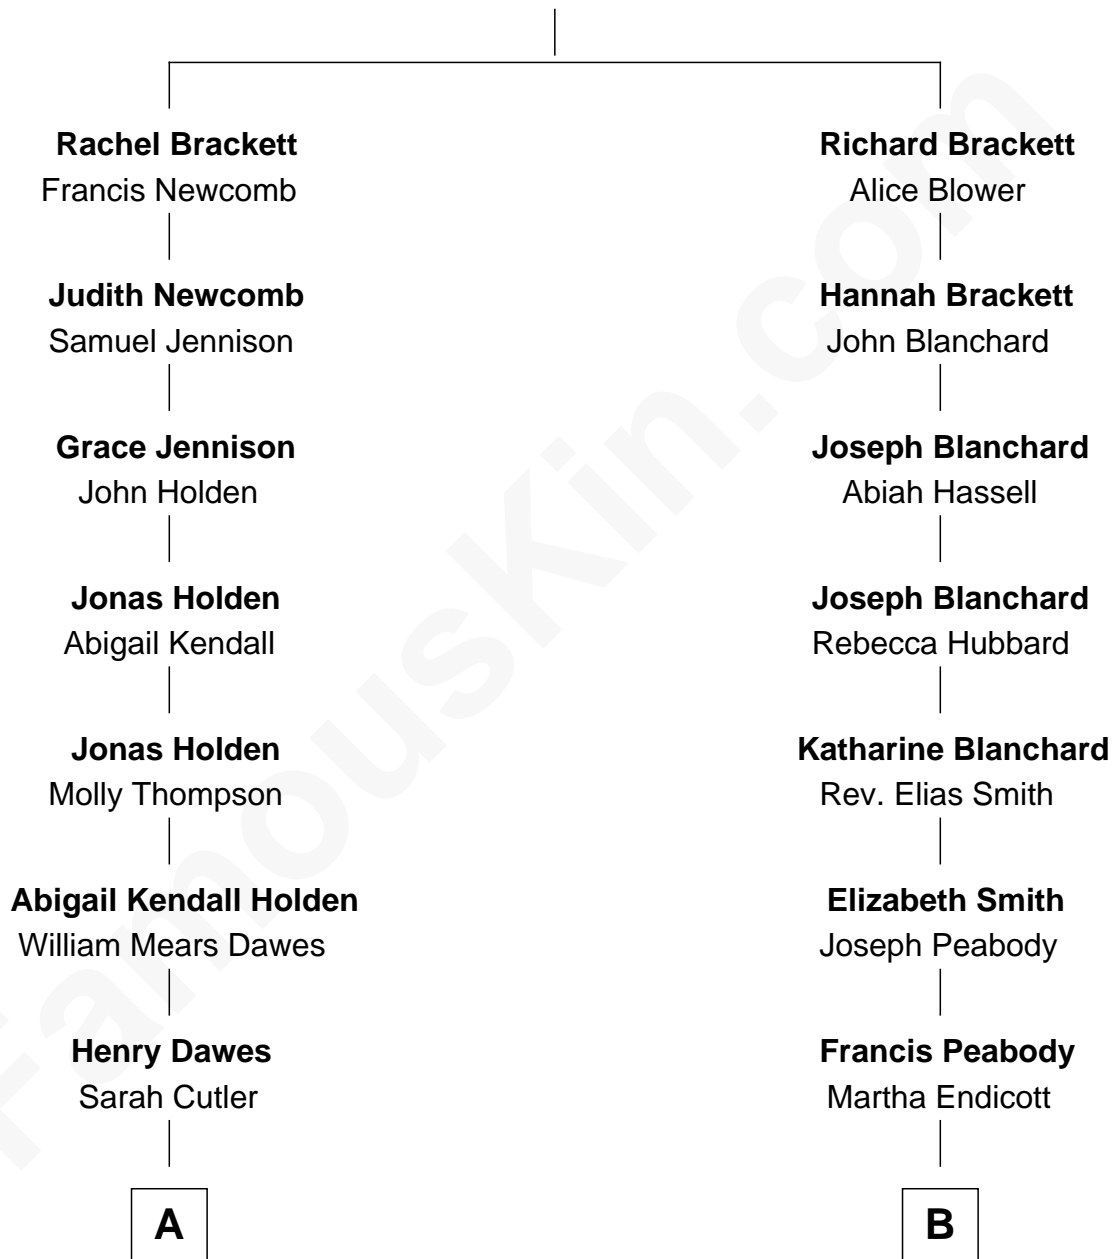 Rachel Brackett
Francis Newcomb
Richard Brackett
Alice Blower
Judith Newcomb
Samuel Jennison
Hannah Brackett
John Blanchard
Grace Jennison
John Holden
Joseph Blanchard
Abiah Hassell
Jonas Holden
Abigail Kendall
Joseph Blanchard
Rebecca Hubbard
Jonas Holden
Molly Thompson
Katharine Blanchard
Rev. Elias Smith
Abigail Kendall Holden
William Mears Dawes
Elizabeth Smith
Joseph Peabody
Henry Dawes
Sarah Cutler
Francis Peabody
Martha Endicott
A
B
FamousKin.com